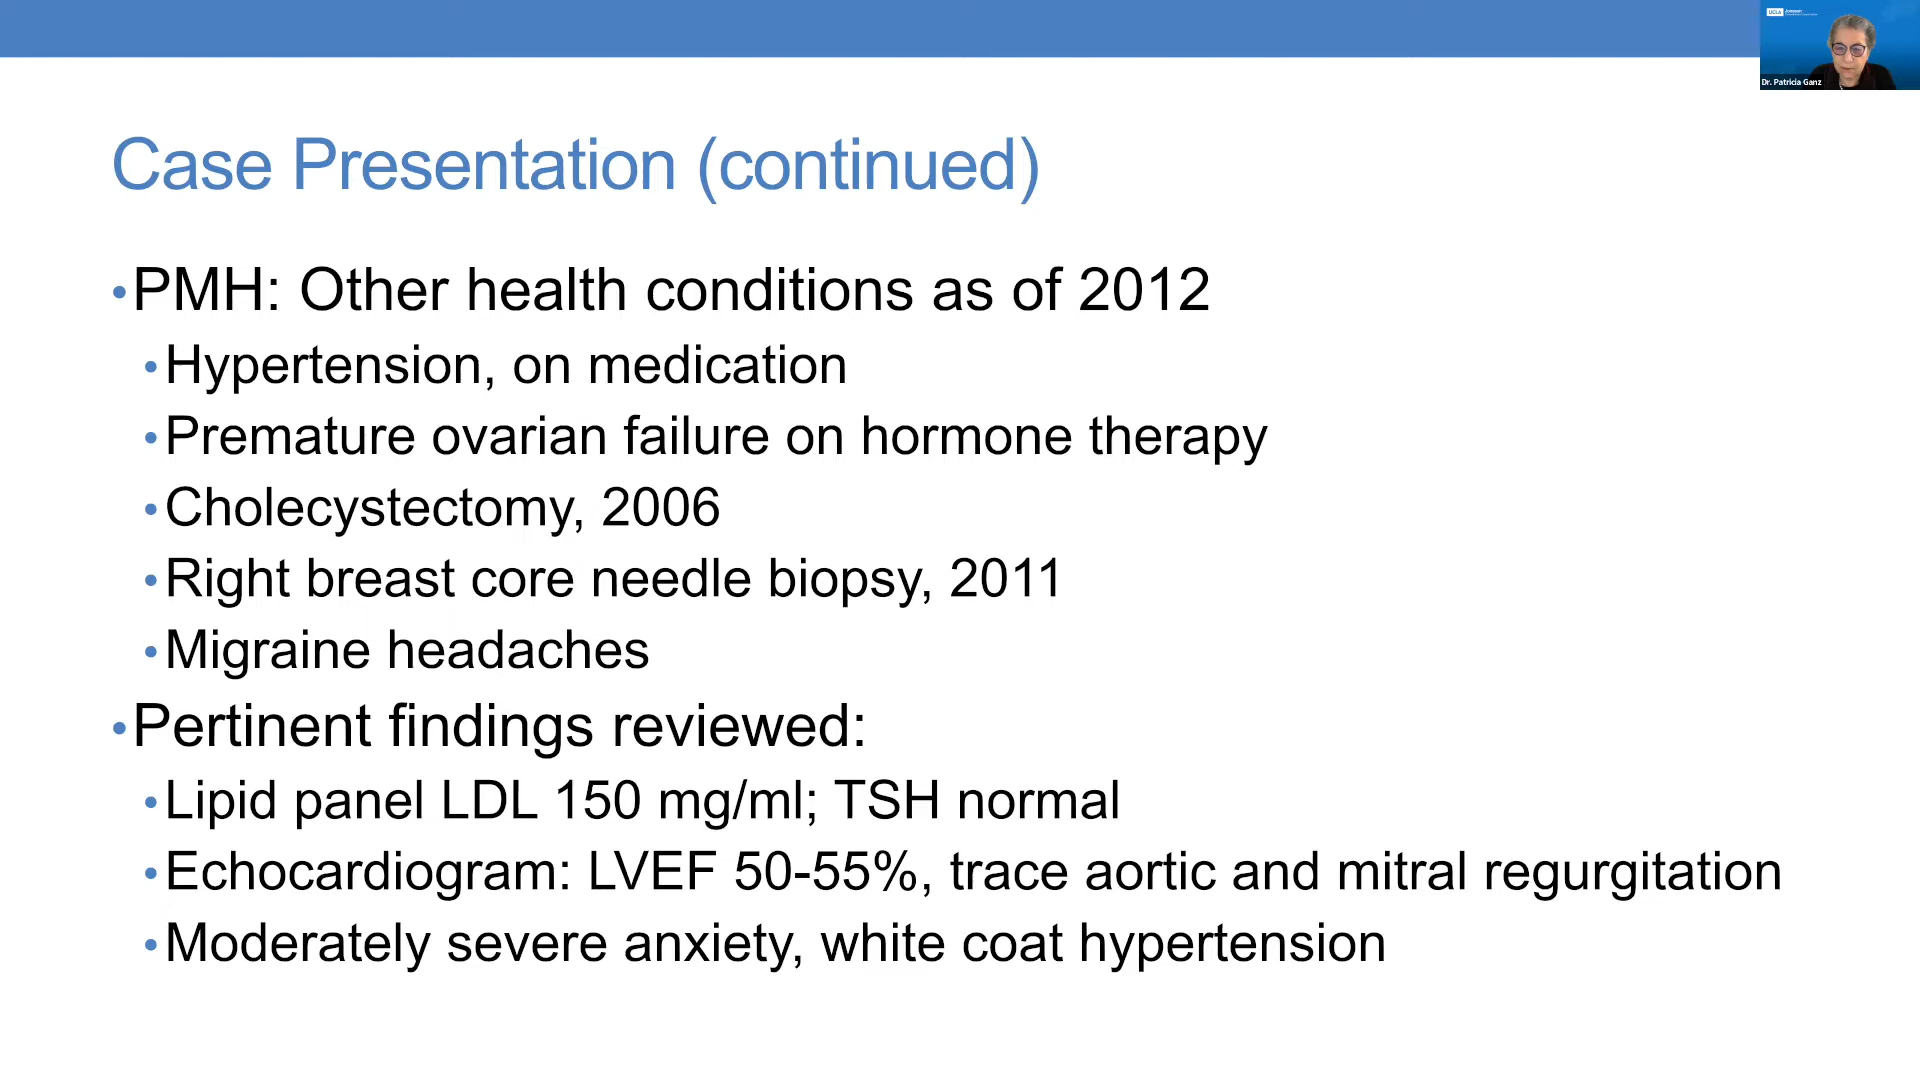 UCLA Jonsson
Dr. Patricia Ganz
Case Presentation (continued)
•PMH: Other health conditions as of 2012
•Hypertension, on medication
•Premature ovarian failure on hormone therapy
•Cholecystectomy, 2006
•Right breast core needle biopsy, 2011
•Migraine headaches
•Pertinent findings reviewed:
•Lipid panel LDL 150 mg/ml; TSH normal
•Echocardiogram: LVEF 50-55%, trace aortic and mitral regurgitation
•Moderately severe anxiety, white coat hypertension